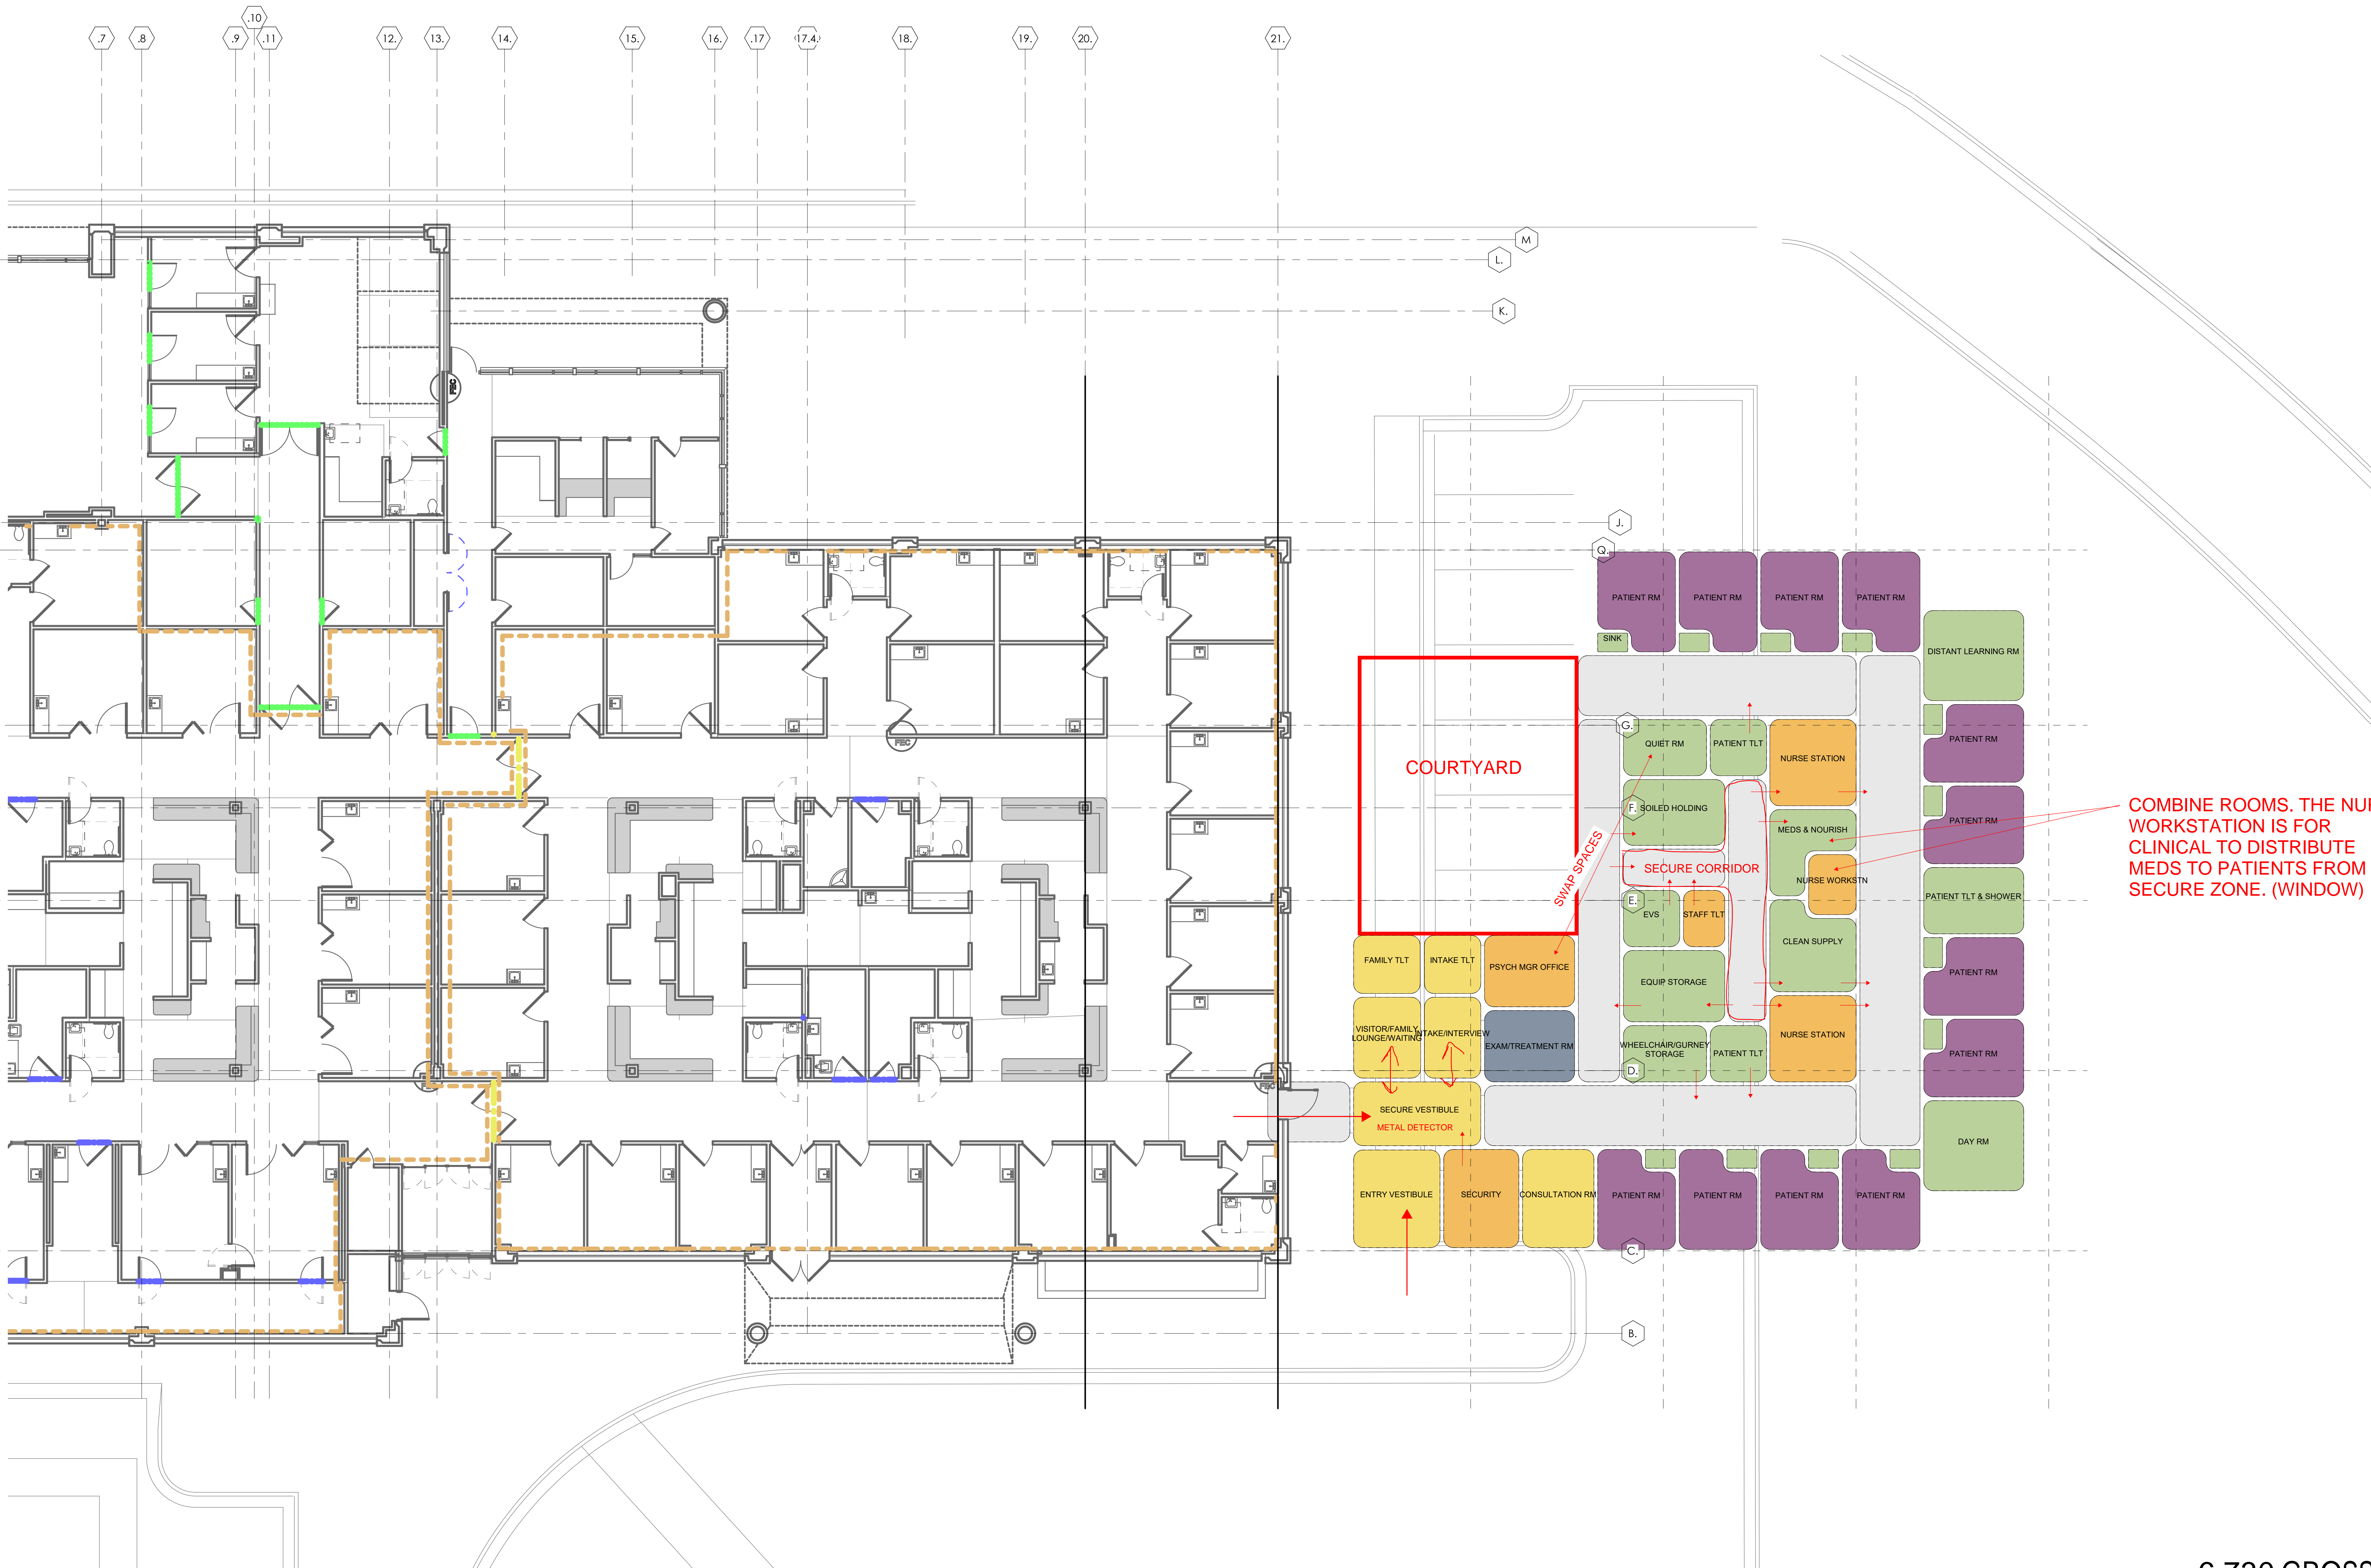 .10
.7
.8
.9
.11
12.
13.
14.
15.
16.
.17
17.4.
18.
19.
20.
21.
M
L.
K.
FEC
J.
Q.
PATIENT RM
PATIENT RM
PATIENT RM
PATIENT RM
SINK
DISTANT LEARNING RM
G.
QUIET RM
PATIENT TLT
PATIENT RM
FEC
NURSE STATION
COURTYARD
F.
SOILED HOLDING
PATIENT RM
MEDS & NOURISH
COMBINE ROOMS. THE
WORKSTATION IS FOR
CLINICAL TO DISTRIBUTE
MEDS TO PATIENTS FROM
SECURE ZONE. (WINDOW)
SWAP SPACES
SECURE CORRIDOR
NURSE WORKSTN
E.
EVS
STAFF TLT
PATIENT TLT & SHOWER
CLEAN SUPPLY
FAMILY TLT
INTAKE TLT
PSYCH MGR OFFICE
PATIENT RM
EQUIP STORAGE
VISITOR/FAMILY
LOUNGE/WAITING
INTAKE/INTERVIEW
EXAM/TREATMENT RM
WHEELCHAIR/GURNEY
STORAGE
PATIENT TLT
NURSE STATION
PATIENT RM
D.
FEC
SECURE VESTIBULE
METAL DETECTOR
DAY RM
ENTRY VESTIBULE
SECURITY
CONSULTATION RM
PATIENT RM
PATIENT RM
PATIENT RM
PATIENT RM
C.
B.